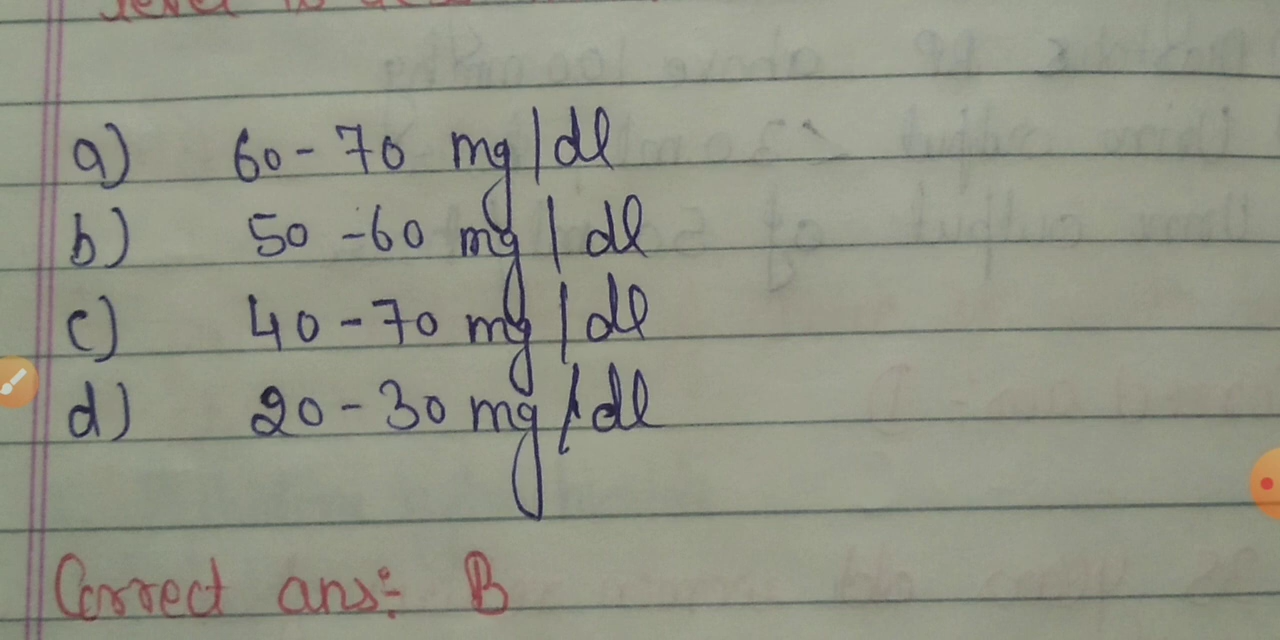 a) 60-70 mg/dl
b) 50-60 mg/dl
c) 40-70 mg/dl
d) 20-30 mg/dl
Correct ans: B